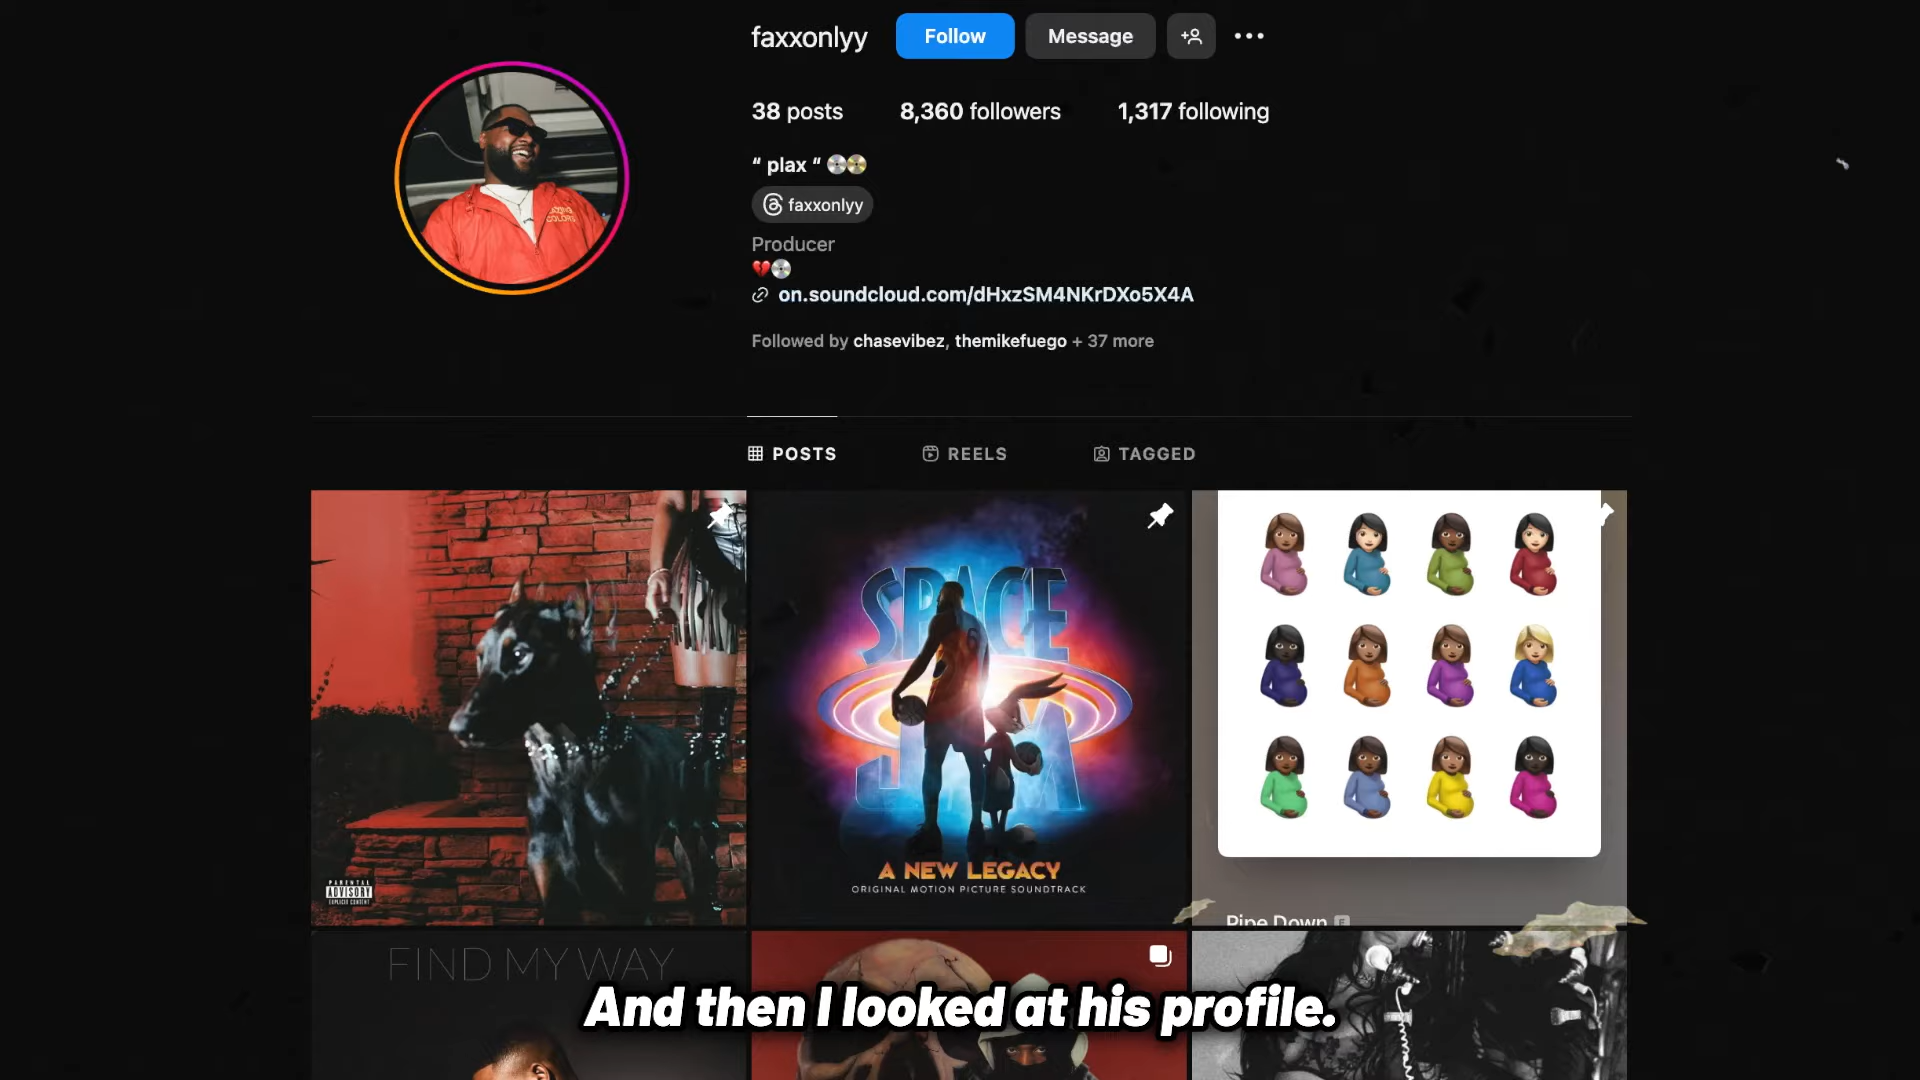 faxxonlyy
Follow
Message
38 posts
8,360 followers
1,317 following
“ plax “
faxxonlyy
Producer
on.soundcloud.com/dHxzSM4NKrDXo5X4A
Followed by chasevibez, themikefuego + 37 more
POSTS
REELS
TAGGED
PARENTAL
ADVISORY
EXPLICIT CONTENT
SPACE
JAM
A NEW LEGACY
ORIGINAL MOTION PICTURE SOUNDTRACK
Pipe Down E
FIND MY WAY
And then I looked at his profile.